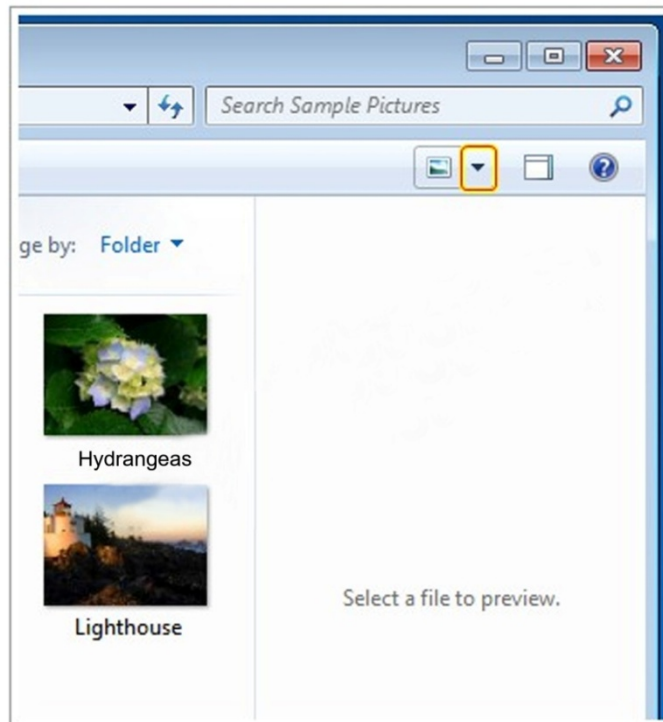 Search Sample Pictures
ge by: Folder
Hydrangeas
Lighthouse
Select a file to preview.